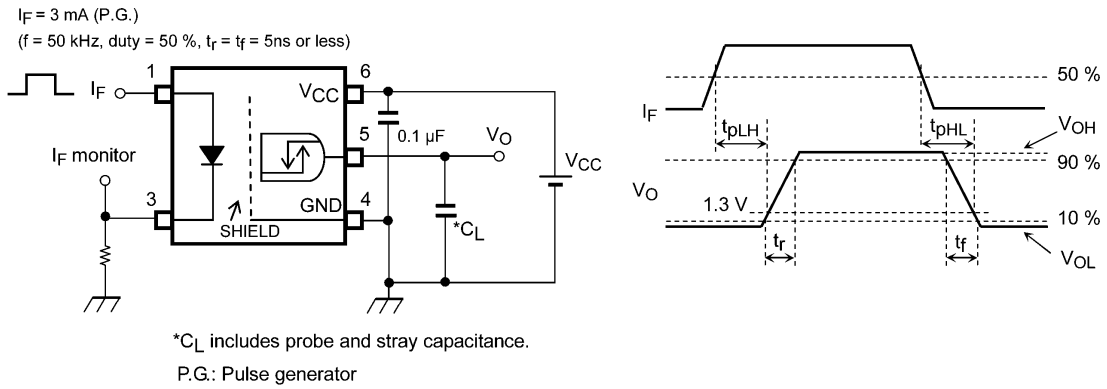 IF = 3 mA (P.G.)
(f = 50 kHz, duty = 50 %, tr = tf = 5ns or less)
1
IF
6
VCC
0.1 µF
5
VO
VCC
IF monitor
3
GND
4
SHIELD
*CL
*CL includes probe and stray capacitance.
P.G.: Pulse generator
50 %
IF
tpLH
tpHL
VOH
90 %
VO
1.3 V
10 %
tr
tf
VOL